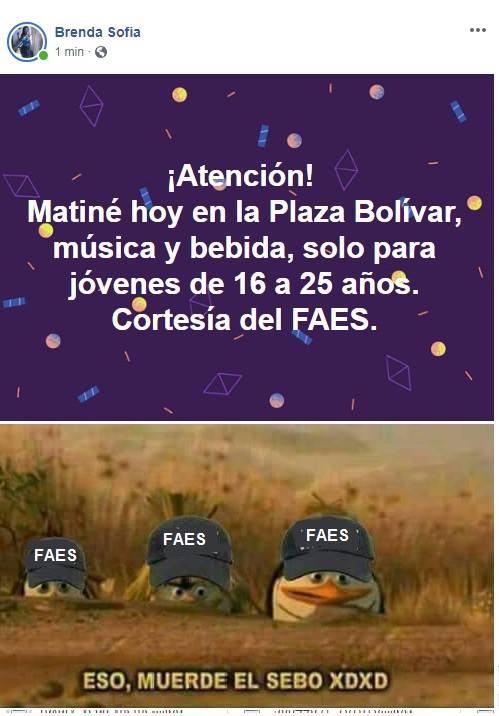 Brenda Sofia
1 min
¡Atención!
Matiné hoy en la Plaza Bolívar,
música y bebida, solo para
jóvenes de 16 a 25 años.
Cortesía del FAES.
FAES
FAES
FAES
ESO, MUERDE EL SEBO XDXD